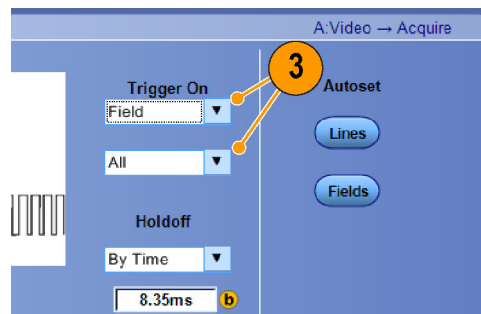 A:Video → Acquire
3
Trigger On
Field
All
Holdoff
By Time
8.35ms b
Autoset
Lines
Fields